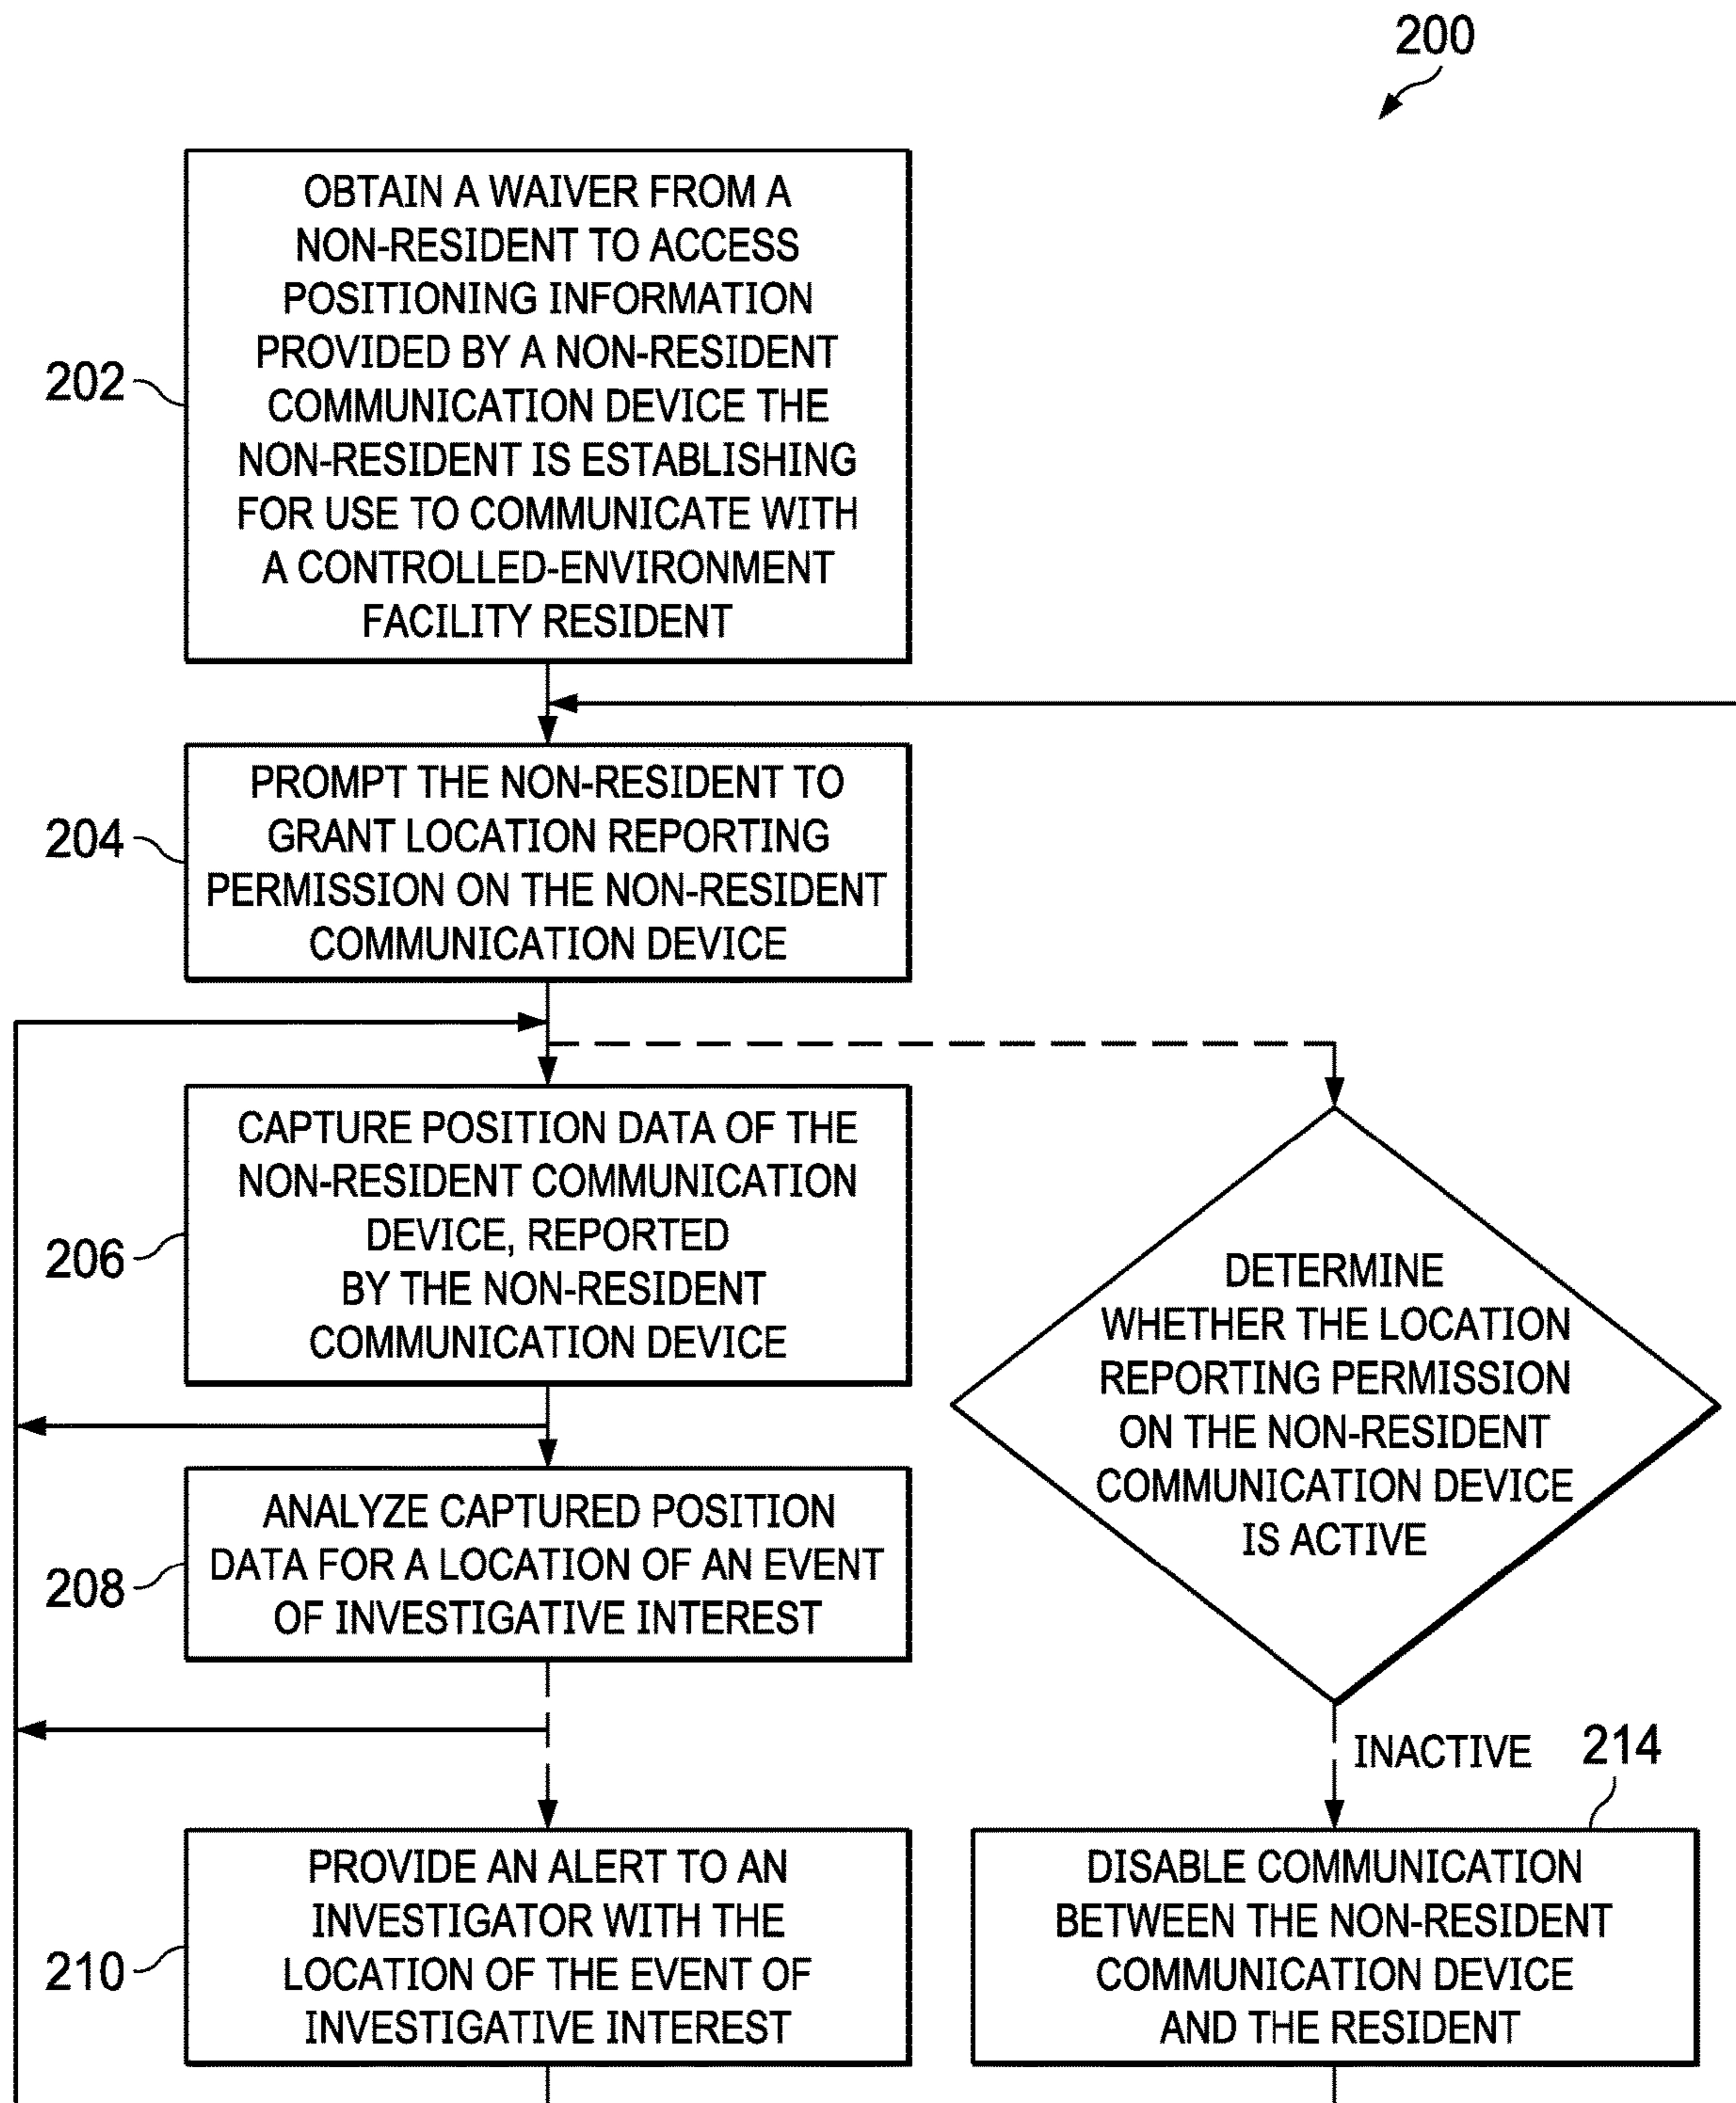 200
202
OBTAIN A WAIVER FROM A
NON-RESIDENT TO ACCESS
POSITIONING INFORMATION
PROVIDED BY A NON-RESIDENT
COMMUNICATION DEVICE THE
NON-RESIDENT IS ESTABLISHING
FOR USE TO COMMUNICATE WITH
A CONTROLLED-ENVIRONMENT
FACILITY RESIDENT
204
PROMPT THE NON-RESIDENT TO
GRANT LOCATION REPORTING
PERMISSION ON THE NON-RESIDENT
COMMUNICATION DEVICE
206
CAPTURE POSITION DATA OF THE
NON-RESIDENT COMMUNICATION
DEVICE, REPORTED
BY THE NON-RESIDENT
COMMUNICATION DEVICE
DETERMINE
WHETHER THE LOCATION
REPORTING PERMISSION
ON THE NON-RESIDENT
COMMUNICATION DEVICE
IS ACTIVE
208
ANALYZE CAPTURED POSITION
DATA FOR A LOCATION OF AN EVENT
OF INVESTIGATIVE INTEREST
INACTIVE
214
210
PROVIDE AN ALERT TO AN
INVESTIGATOR WITH THE
LOCATION OF THE EVENT OF
INVESTIGATIVE INTEREST
DISABLE COMMUNICATION
BETWEEN THE NON-RESIDENT
COMMUNICATION DEVICE
AND THE RESIDENT